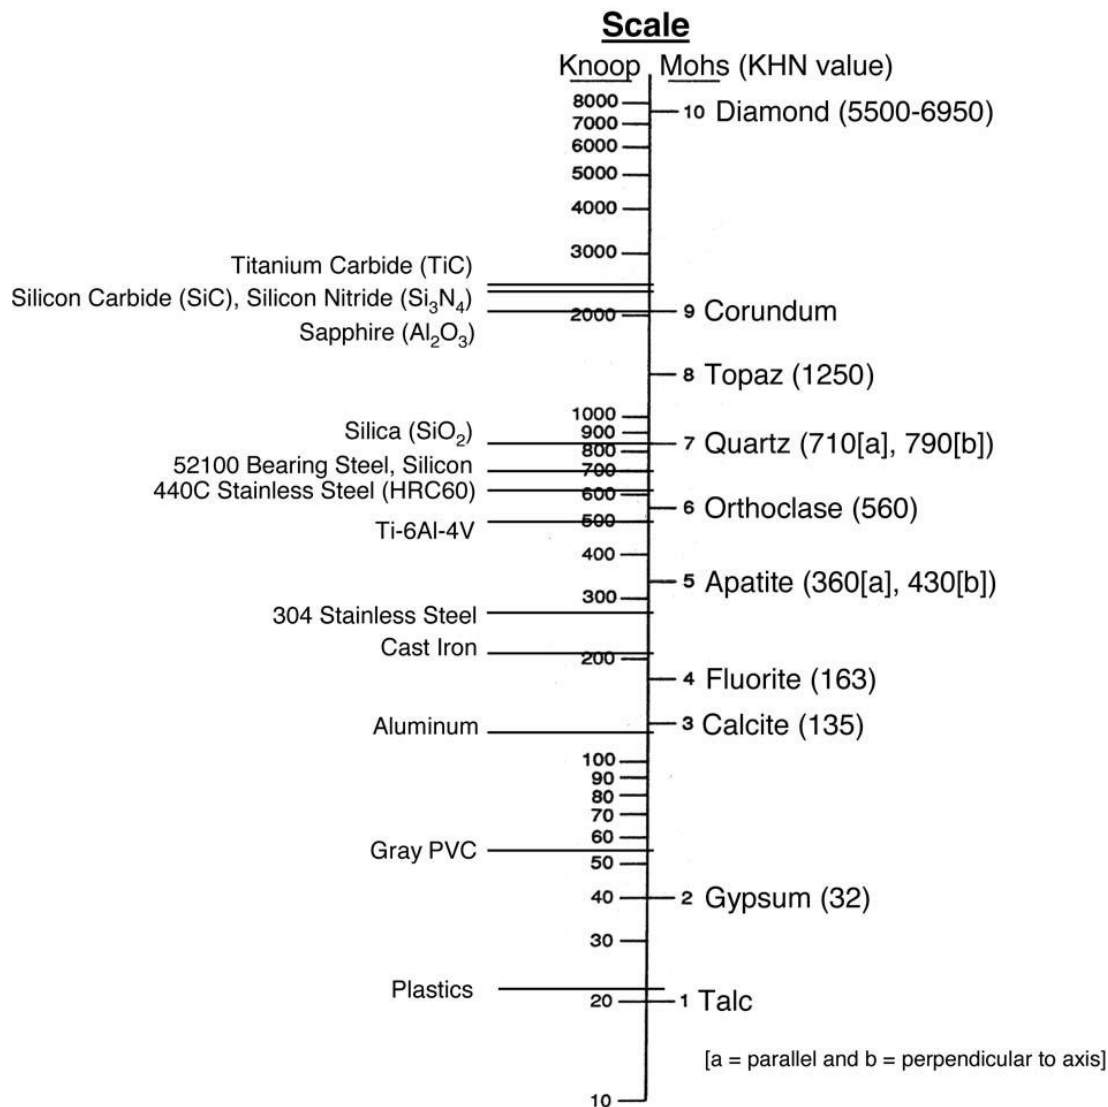 Scale
Knoop Mohs (KHN value)
8000
10 Diamond (5500-6950)
7000
6000
5000
4000
3000
Titanium Carbide (TiC)
Silicon Carbide (SiC), Silicon Nitride (Si3N4)
2000
9 Corundum
Sapphire (Al2O3)
8 Topaz (1250)
1000
900
Silica (SiO2)
7 Quartz (710[a], 790[b])
800
52100 Bearing Steel, Silicon
700
440C Stainless Steel (HRC60)
600
6 Orthoclase (560)
500
Ti-6Al-4V
400
5 Apatite (360[a], 430[b])
300
304 Stainless Steel
Cast Iron
200
4 Fluorite (163)
Aluminum
3 Calcite (135)
100
90
80
70
60
Gray PVC
50
40
2 Gypsum (32)
30
Plastics
20
1 Talc
[a = parallel and b = perpendicular to axis]
10